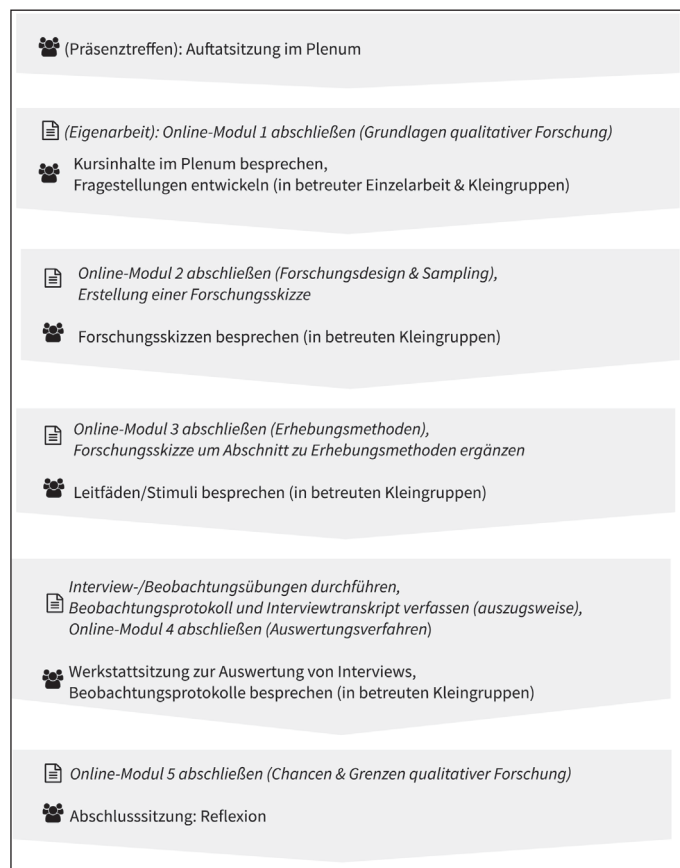 (Präsenztreffen): Auftatsitzung im Plenum
(Eigenarbeit): Online-Modul 1 abschließen (Grundlagen qualitativer Forschung)
Kursinhalte im Plenum besprechen,
Fragestellungen entwickeln (in betreuter Einzelarbeit & Kleingruppen)
Online-Modul 2 abschließen (Forschungsdesign & Sampling),
Erstellung einer Forschungsskizze
Forschungsskizzen besprechen (in betreuten Kleingruppen)
Online-Modul 3 abschließen (Erhebungsmethoden),
Forschungsskizze um Abschnitt zu Erhebungsmethoden ergänzen
Leitfäden/Stimuli besprechen (in betreuten Kleingruppen)
Interview-/Beobachtungsübungen durchführen,
Beobachtungsprotokoll und Interviewtranskript verfassen (auszugsweise),
Online-Modul 4 abschließen (Auswertungsverfahren)
Werkstattsitzung zur Auswertung von Interviews,
Beobachtungsprotokolle besprechen (in betreuten Kleingruppen)
Online-Modul 5 abschließen (Chancen & Grenzen qualitativer Forschung)
Abschlusssitzung: Reflexion